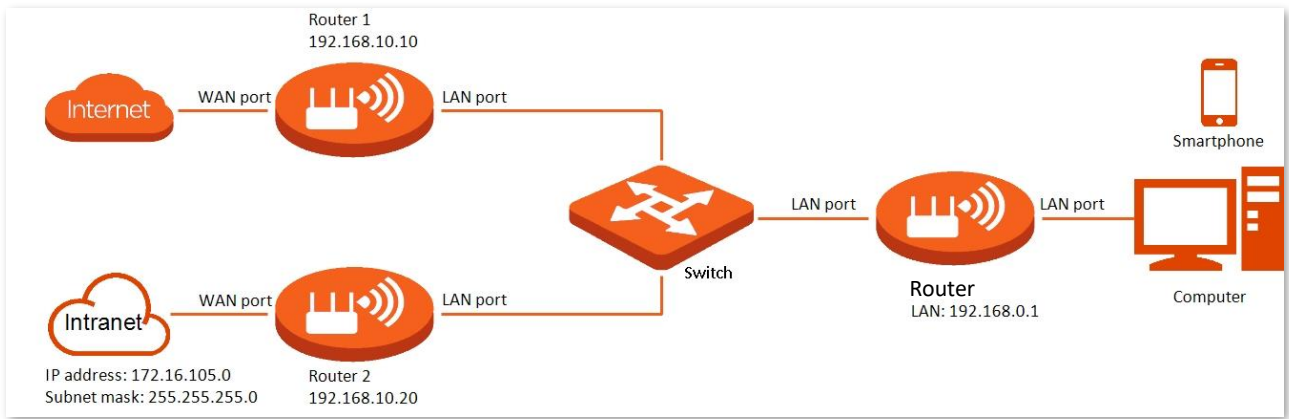 Router 1
192.168.10.10
Internet
WAN port
LAN port
Smartphone
LAN port
LAN port
Switch
Router
LAN: 192.168.0.1
Computer
Intranet
WAN port
LAN port
IP address: 172.16.105.0
Subnet mask: 255.255.255.0
Router 2
192.168.10.20